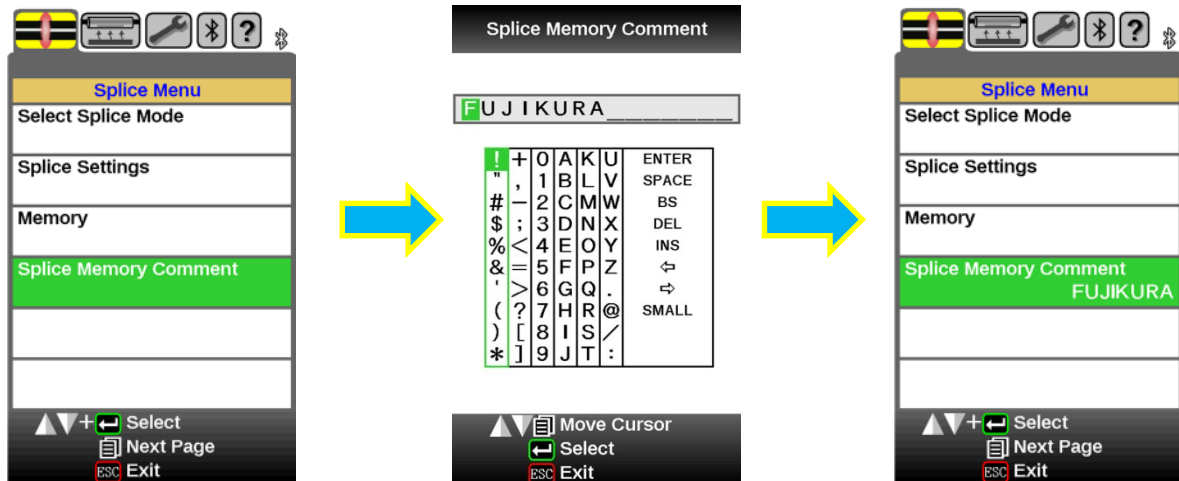 ?
Splice Menu
Select Splice Mode
Splice Settings
Memory
Splice Memory Comment
+ Select
Next Page
ESC Exit
Splice Memory Comment
FUJIKURA_______
! + 0 A K U ENTER
" , 1 B L V SPACE
# − 2 C M W BS
$ ; 3 D N X DEL
% < 4 E O Y INS
& = 5 F P Z ⇦
' > 6 G Q . ⇨
( ? 7 H R @ SMALL
) [ 8 I S /
* ] 9 J T :
Move Cursor
Select
ESC Exit
?
Splice Menu
Select Splice Mode
Splice Settings
Memory
Splice Memory Comment
FUJIKURA
+ Select
Next Page
ESC Exit